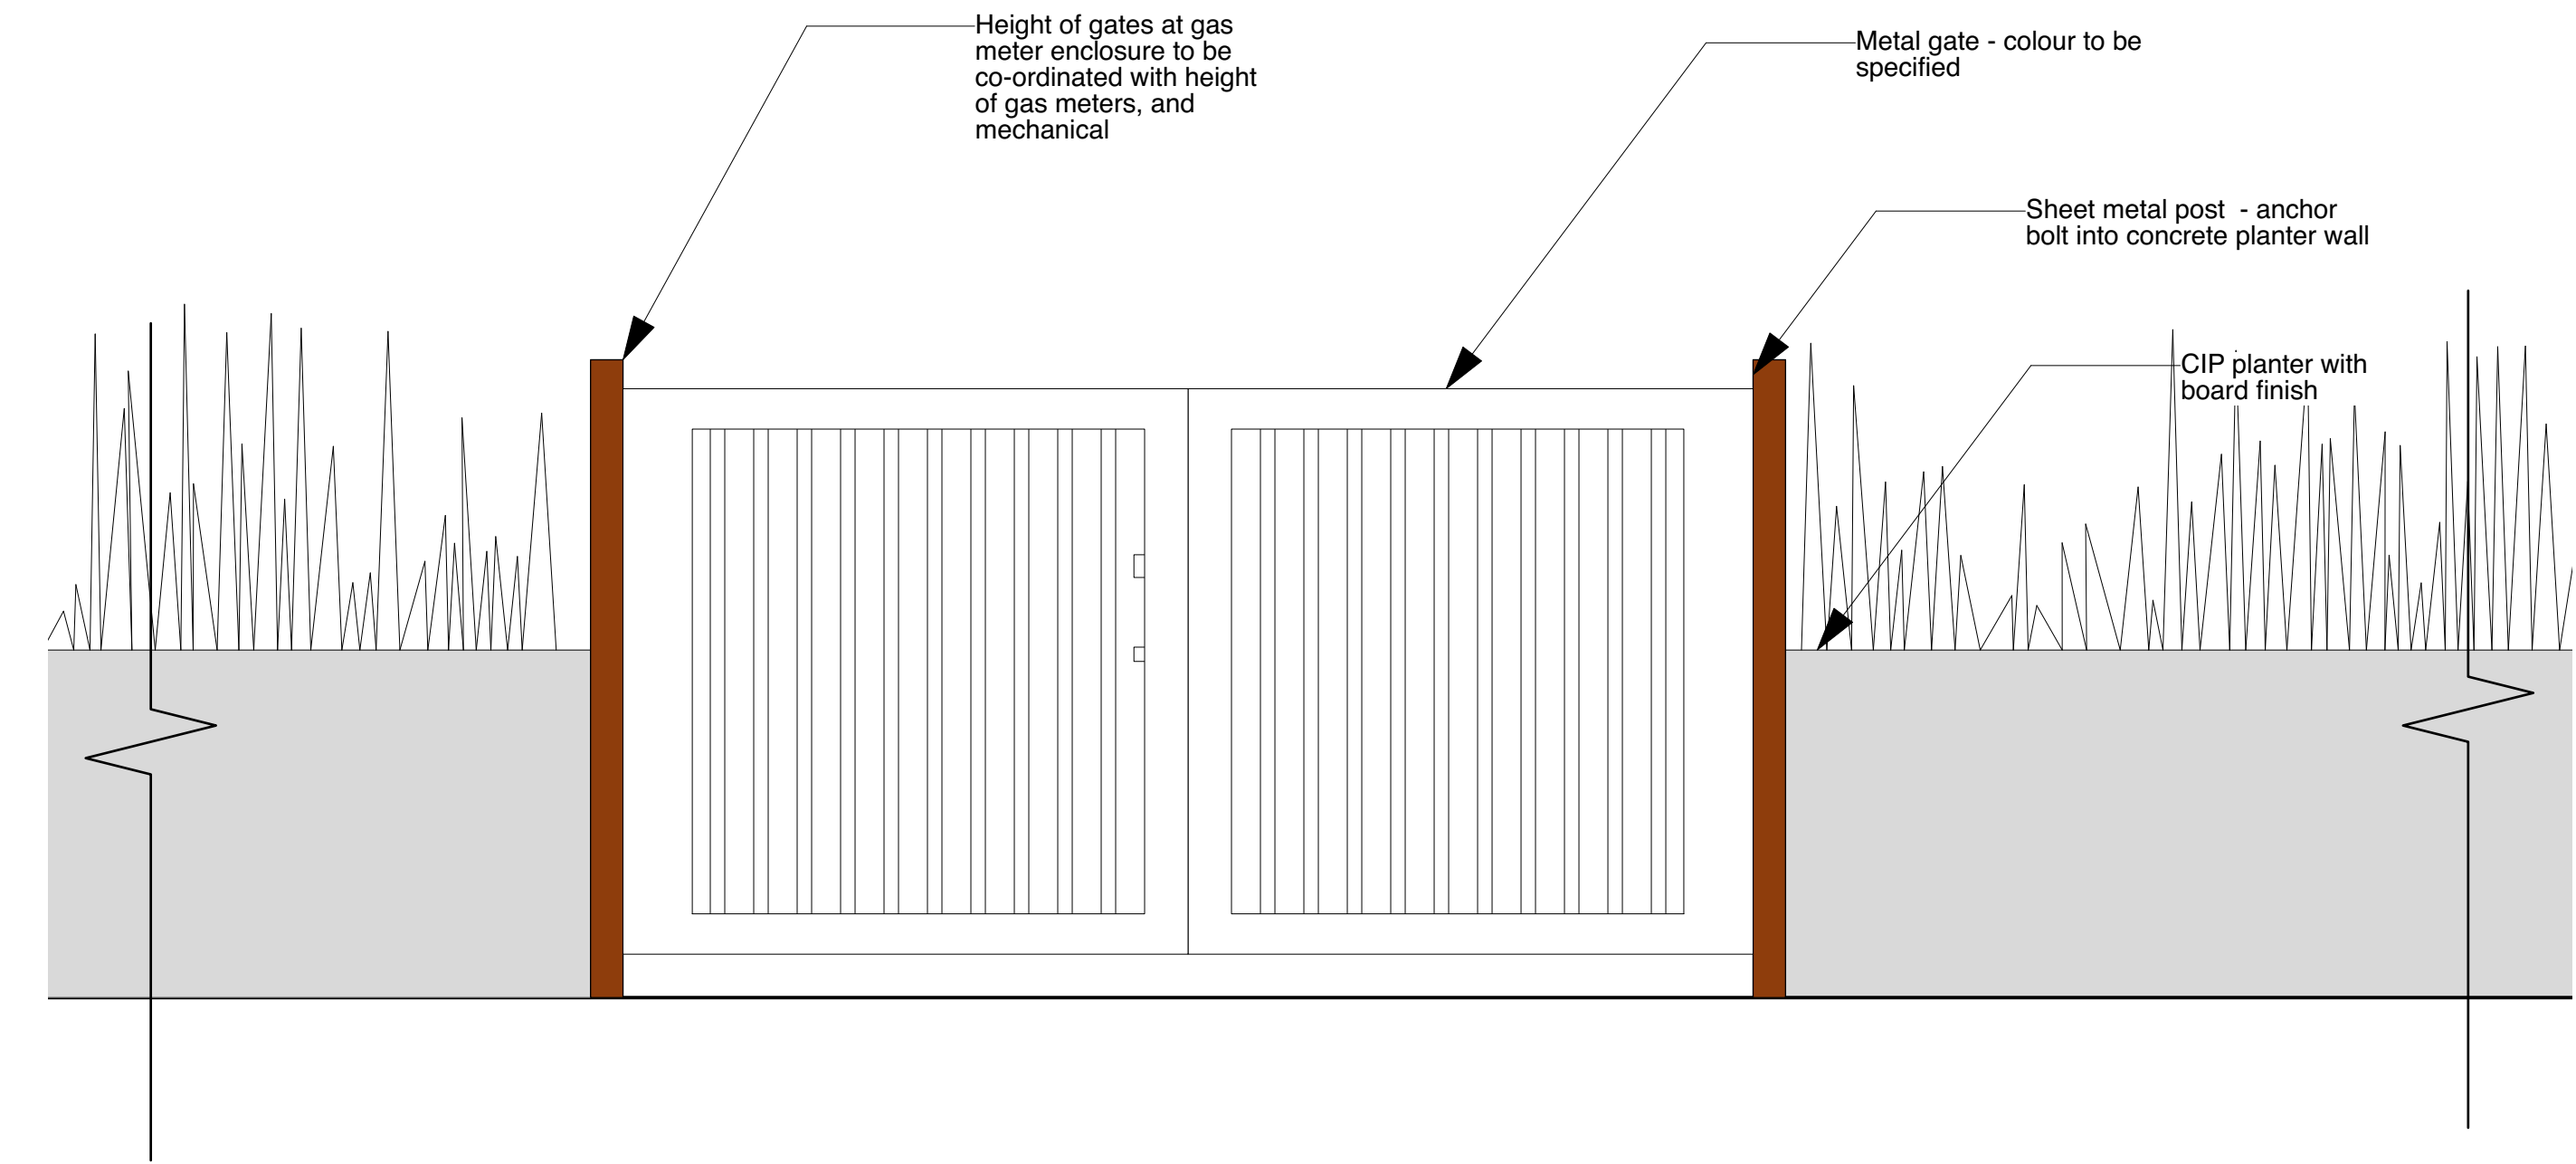 Height of gates at gas
meter enclosure to be
co-ordinated with height
of gas meters, and
mechanical
Metal gate - colour to be
specified
Sheet metal post  - anchor
bolt into concrete planter wall
CIP planter with
board finish